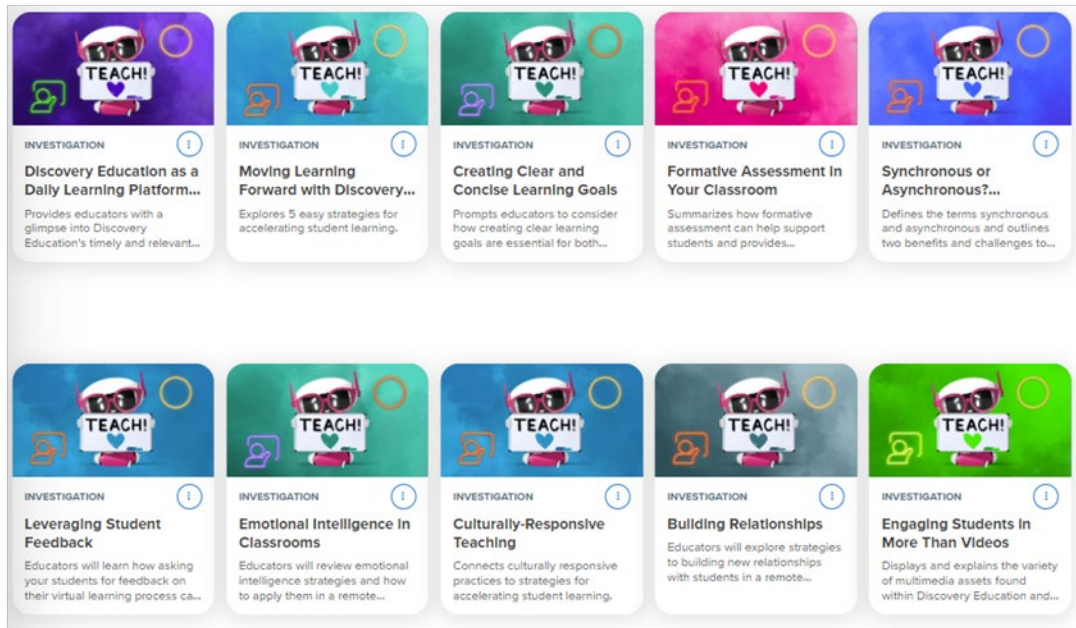 TEACH!
INVESTIGATION
Discovery Education as a
Daily Learning Platform...
Provides educators with a
glimpse into Discovery
Education's timely and relevant...
TEACH!
INVESTIGATION
Moving Learning
Forward with Discovery...
Explores 5 easy strategies for
accelerating student learning.
TEACH!
INVESTIGATION
Creating Clear and
Concise Learning Goals
Prompts educators to consider
how creating clear learning
goals are essential for both...
TEACH!
INVESTIGATION
Formative Assessment in
Your Classroom
Summarizes how formative
assessment can help support
students and provides...
TEACH!
INVESTIGATION
Synchronous or
Asynchronous?...
Defines the terms synchronous
and asynchronous and outlines
two benefits and challenges to...
TEACH!
INVESTIGATION
Leveraging Student
Feedback
Educators will learn how asking
your students for feedback on
their virtual learning process ca...
TEACH!
INVESTIGATION
Emotional Intelligence in
Classrooms
Educators will review emotional
intelligence strategies and how
to apply them in a remote...
TEACH!
INVESTIGATION
Culturally-Responsive
Teaching
Connects culturally responsive
practices to strategies for
accelerating student learning.
TEACH!
INVESTIGATION
Building Relationships
Educators will explore strategies
to building new relationships
with students in a remote...
TEACH!
INVESTIGATION
Engaging Students in
More Than Videos
Displays and explains the variety
of multimedia assets found
within Discovery Education and...